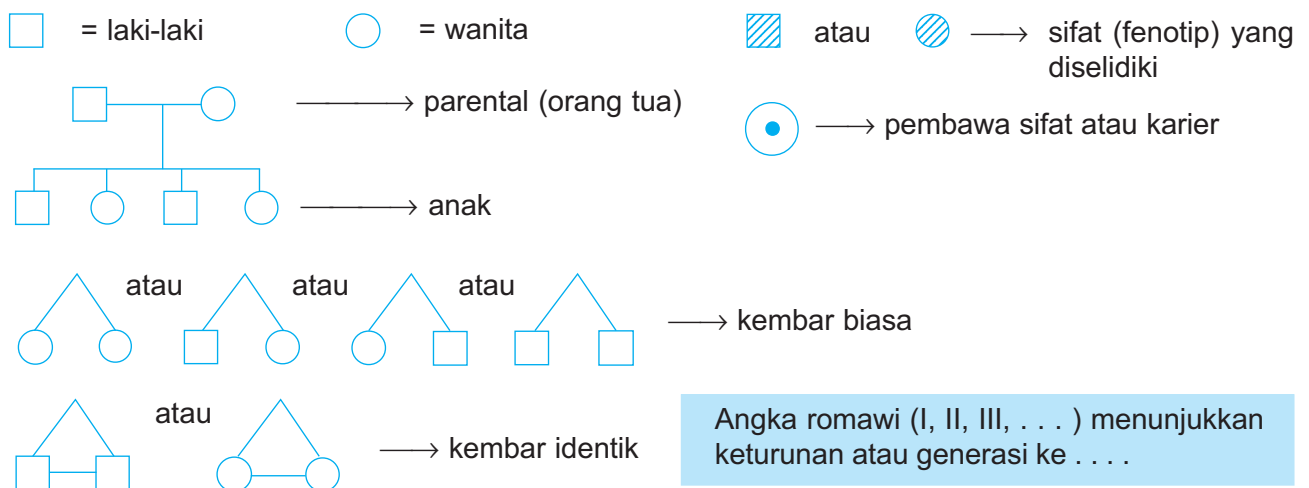 = laki-laki
= wanita
atau
sifat (fenotip) yang
diselidiki
parental (orang tua)
pembawa sifat atau karier
anak
atau
atau
atau
kembar biasa
atau
kembar identik
Angka romawi (I, II, III, . . . ) menunjukkan
keturunan atau generasi ke . . . .